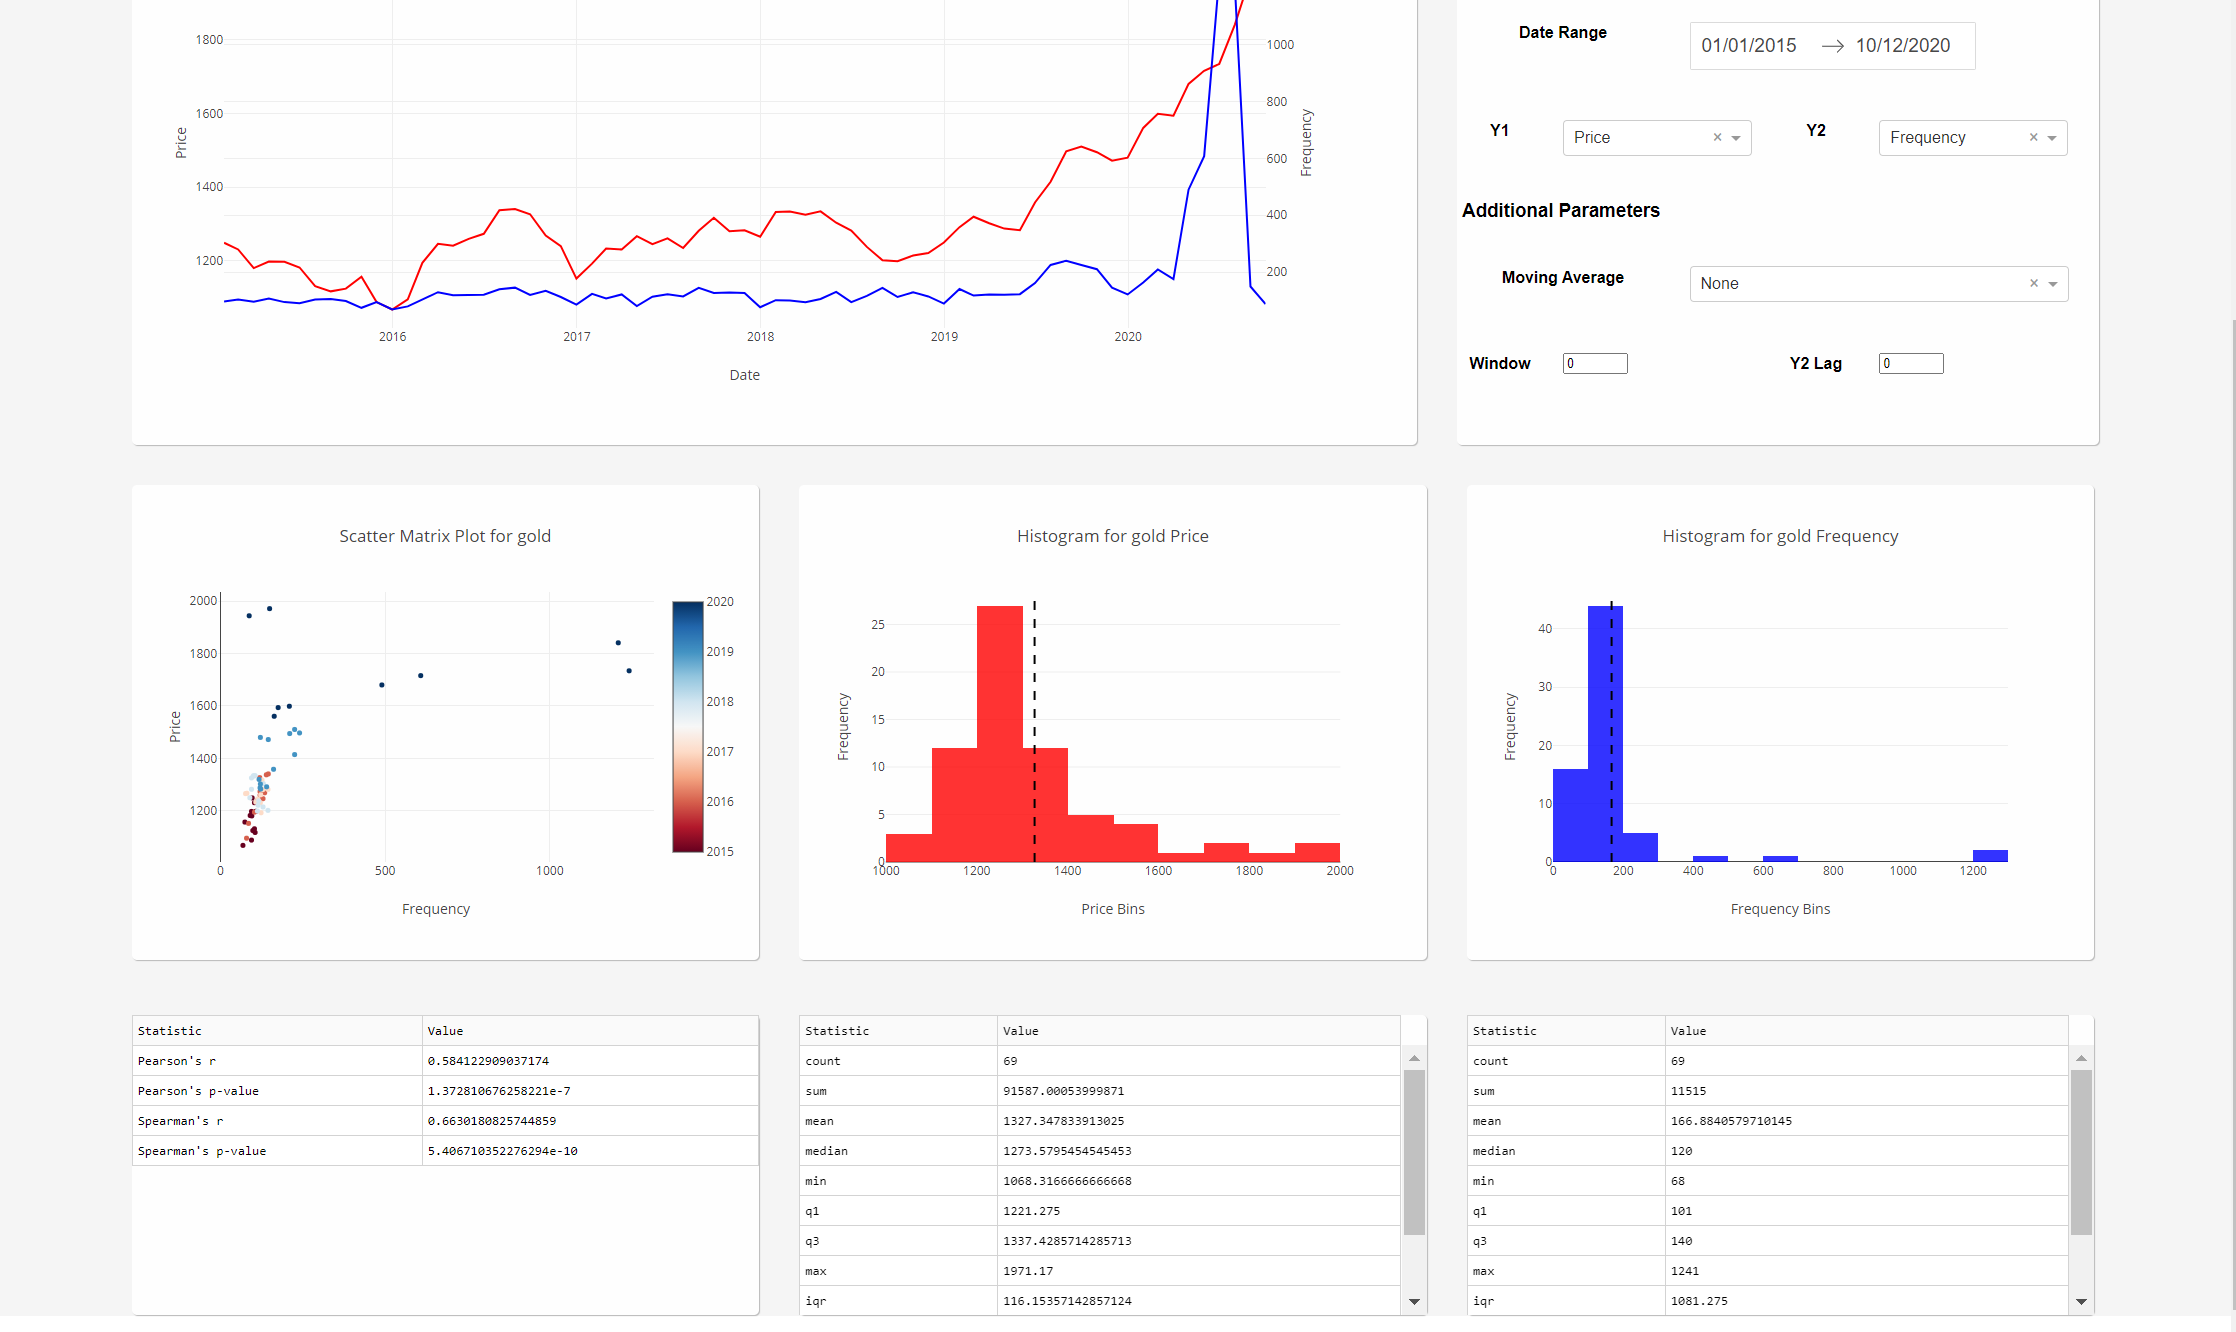 1800
1600
1400
1200
Price
1000
800
600
400
200
Frequency
2016 2017 2018 2019 2020
Date
Date Range 01/01/2015 → 10/12/2020
Y1 Price × Y2 Frequency ×
Additional Parameters
Moving Average None ×
Window 0 Y2 Lag 0
Scatter Matrix Plot for gold
2000
1800
1600
1400
1200
Price
0 500 1000
Frequency
2020
2019
2018
2017
2016
2015
Histogram for gold Price
25
20
15
10
5
0
Frequency
1000 1200 1400 1600 1800 2000
Price Bins
Histogram for gold Frequency
40
30
20
10
0
Frequency
0 200 400 600 800 1000 1200
Frequency Bins
Statistic Value
Pearson's r 0.584122909037174
Pearson's p-value 1.372810676258221e-7
Spearman's r 0.6630180825744859
Spearman's p-value 5.406710352276294e-10
Statistic Value
count 69
sum 91587.00053999871
mean 1327.347833913025
median 1273.5795454545453
min 1068.3166666666668
q1 1221.275
q3 1337.4285714285713
max 1971.17
iqr 116.15357142857124
Statistic Value
count 69
sum 11515
mean 166.8840579710145
median 120
min 68
q1 101
q3 140
max 1241
iqr 1081.275